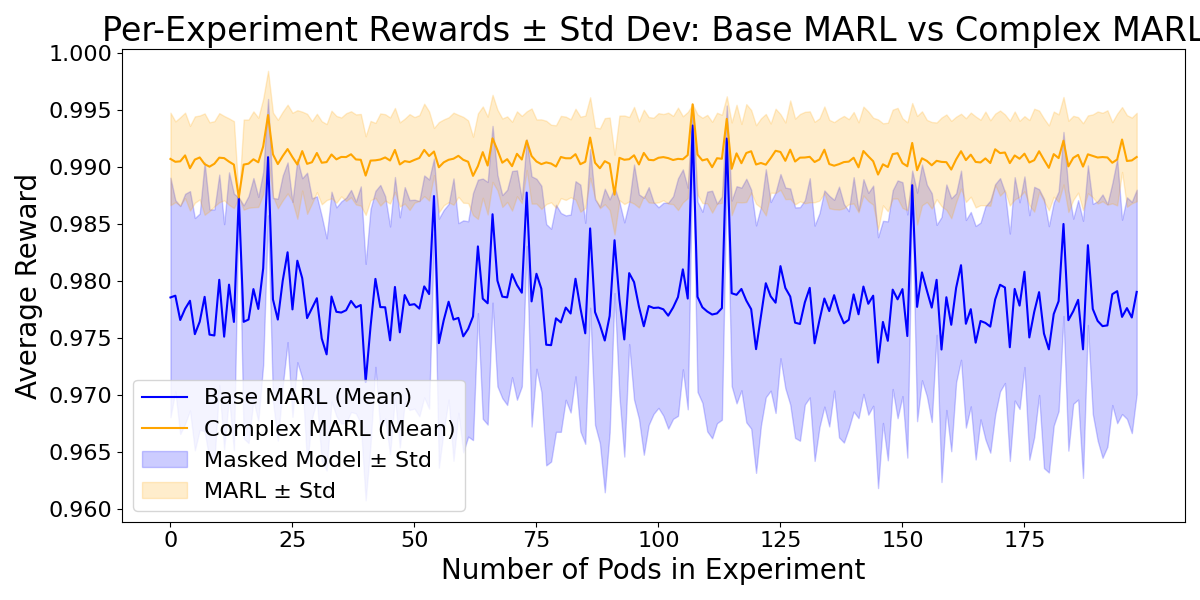 Per-Experiment Rewards ± Std Dev: Base MARL vs Complex MARL
1.000
0.995
0.990
0.985
0.980
0.975
0.970
0.965
0.960
Average Reward
Base MARL (Mean)
Complex MARL (Mean)
Masked Model ± Std
MARL ± Std
0 25 50 75 100 125 150 175
Number of Pods in Experiment